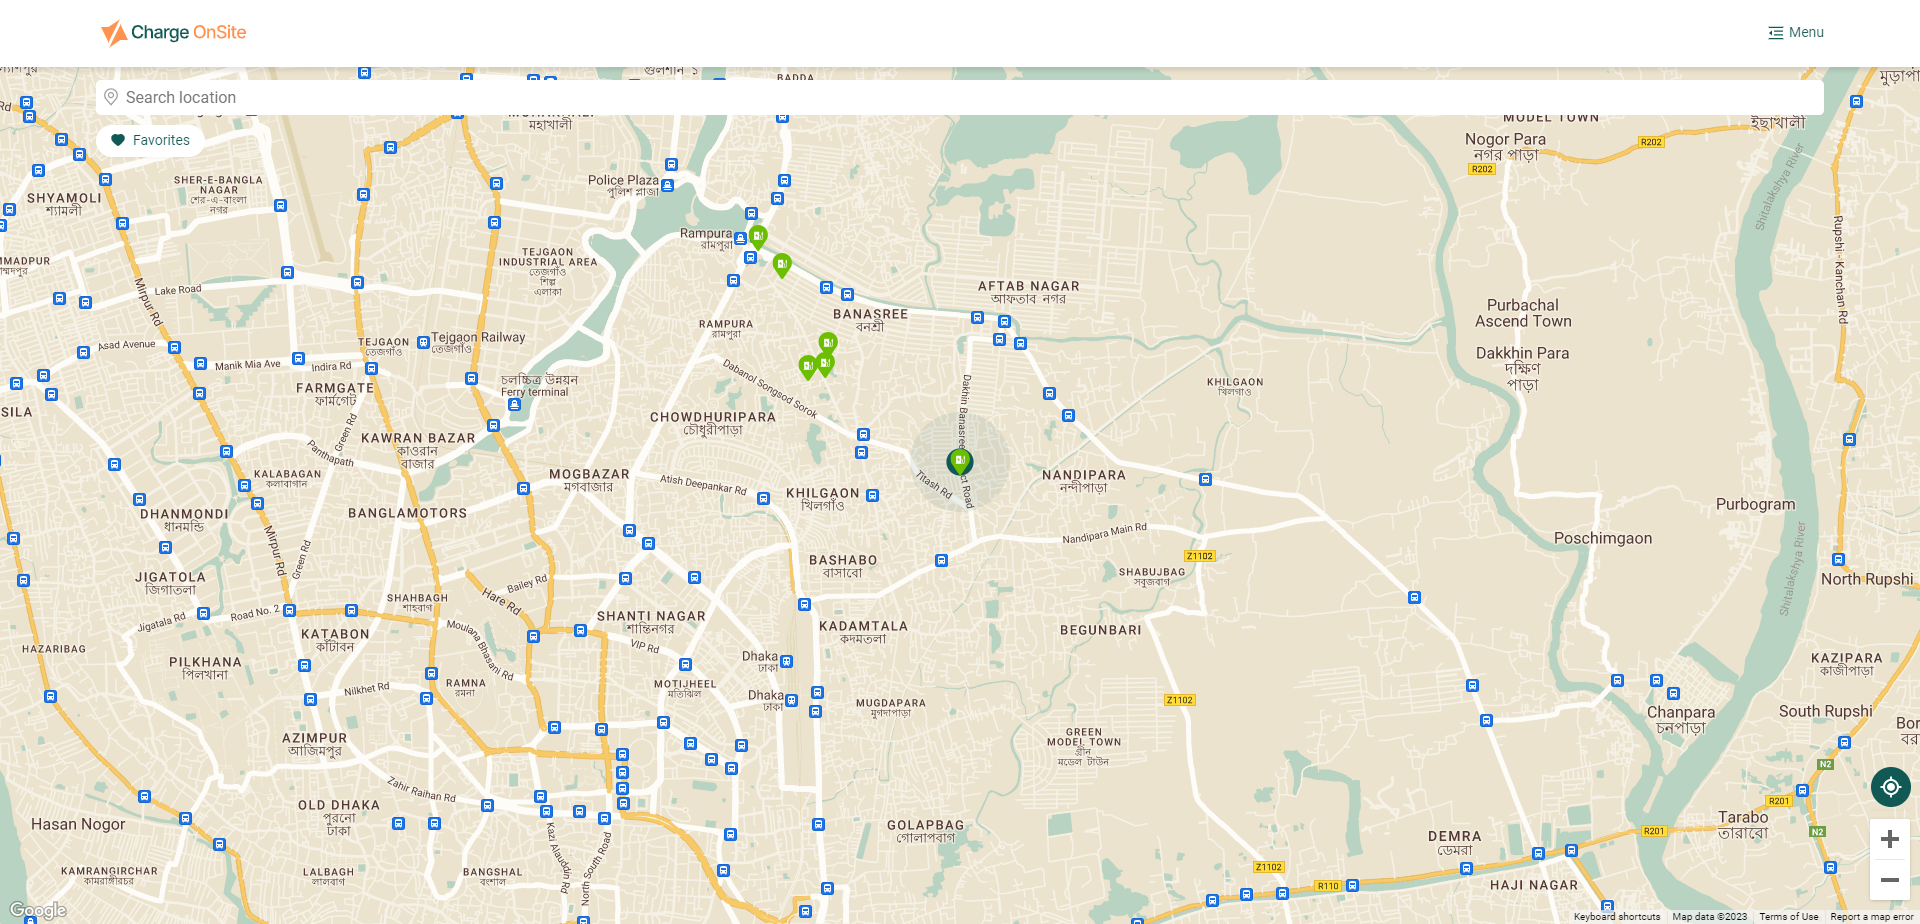 Charge OnSite
Menu
Search location
Favorites
গুলশান ১
BADDA
মহাখালী
MODEL TOWN
ইছাখালী
Nogor Para
নগর পাড়া
R202
R202
Police Plaza
পুলিশ প্লাজা
SHER-E-BANGLA
NAGAR
শের-এ-বাংলা
নগর
SHYAMOLI
শ্যামলী
Shitalakshya River
Rupshi - Kanchan Rd
Rampura
রামপুরা
TEJGAON
INDUSTRIAL AREA
তেজগাঁও
শিল্প
এলাকা
Lake Road
Mirpur Rd
AFTAB NAGAR
আফতাব নগর
BANASREE
বনশ্রী
RAMPURA
রামপুরা
Purbachal
Ascend Town
Dakkhin Para
দক্ষিণ
পাড়া
TEJGAON
তেজগাঁও
Tejgaon Railway
তেজগাঁও
Asad Avenue
Manik Mia Ave
Indira Rd
FARMGATE
ফার্মগেট
চলচ্চিত্র উন্নয়ন
Ferry terminal
Dabanol Songsod Sorok
KHILGAON
খিলগাঁও
Dakhin Banasree
ct Road
CHOWDHURIPARA
চৌধুরীপাড়া
KAWRAN BAZAR
কাওরান
বাজার
Green Rd
Panthapath
KALABAGAN
কলাবাগান
MOGBAZAR
মগবাজার
Atish Deepankar Rd
KHILGAON
খিলগাঁও
Titash Rd
NANDIPARA
নন্দীপাড়া
Purbogram
DHANMONDI
ধানমন্ডি
BANGLAMOTORS
Mirpur Rd
Green Rd
Nandipara Main Rd
Poschimgaon
Z1102
BASHABO
বাসাবো
SHABUJBAG
সবুজবাগ
North Rupshi
Shitalakshya River
JIGATOLA
জিগাতলা
Bailey Rd
Hare Rd
SHAHBAGH
শাহবাগ
Road No. 2
Jigatola Rd
SHANTI NAGAR
শান্তিনগর
KADAMTALA
কদমতলা
BEGUNBARI
KATABON
কাঁটাবন
Moulana Bhasani Rd
VIP Rd
HAZARIBAG
PILKHANA
পিলখানা
Dhaka
ঢাকা
KAZIPARA
কাজীপাড়া
RAMNA
রমনা
Nilkhet Rd
MOTIJHEEL
মতিঝিল
Dhaka
ঢাকা
MUGDAPARA
মুগদাপাড়া
Z1102
Chanpara
চনপাড়া
South Rupshi
AZIMPUR
আজিমপুর
GREEN
MODEL TOWN
গ্রীন
মডেল টাউন
N2
Zahir Raihan Rd
OLD DHAKA
পুরনো
ঢাকা
R201
Hasan Nogor
Kazi Alauddin Rd
North South Road
GOLAPBAG
গোলাপবাগ
DEMRA
ডেমরা
R201
Tarabo
তারাবো
N2
KAMRANGIRCHAR
কামরাঙ্গীরচর
LALBAGH
লালবাগ
BANGSHAL
বংশাল
Z1102
R110
HAJI NAGAR
Google
Keyboard shortcuts
Map data ©2023
Terms of Use
Report a map error